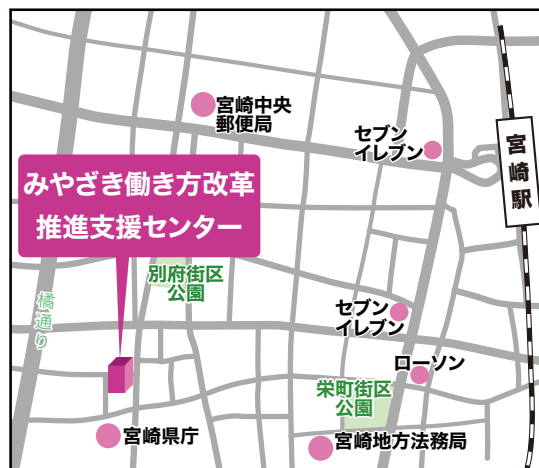 宮崎中央
郵便局
セブン
イレブン
宮崎駅
みやざき働き方改革
推進支援センター
別府街区
公園
橘通り
セブン
イレブン
ローソン
栄町街区
公園
宮崎県庁
宮崎地方法務局